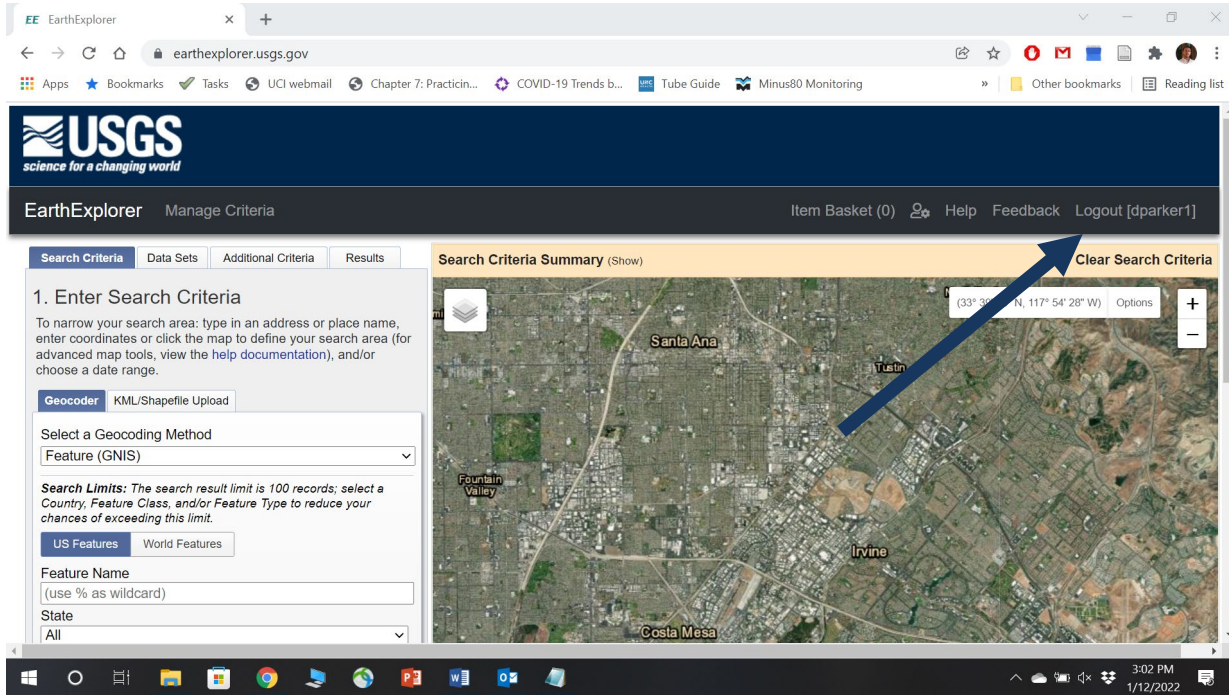 EE EarthExplorer
earthexplorer.usgs.gov
Apps Bookmarks Tasks UCI webmail Chapter 7: Practicin... COVID-19 Trends b... Tube Guide Minus80 Monitoring » Other bookmarks Reading list
USGS
science for a changing world
EarthExplorer Manage Criteria Item Basket (0) Help Feedback Logout [dparker1]
Search Criteria Data Sets Additional Criteria Results
Search Criteria Summary (Show) Clear Search Criteria
1. Enter Search Criteria
To narrow your search area: type in an address or place name,
enter coordinates or click the map to define your search area (for
advanced map tools, view the help documentation), and/or
choose a date range.
Geocoder KML/Shapefile Upload
Select a Geocoding Method
Feature (GNIS)
Search Limits: The search result limit is 100 records; select a
Country, Feature Class, and/or Feature Type to reduce your
chances of exceeding this limit.
US Features World Features
Feature Name
(use % as wildcard)
State
All
(33° N, 117° 54' 28" W) Options
+
−
Santa Ana
Tustin
Fountain
Valley
Irvine
Costa Mesa
3:02 PM
1/12/2022